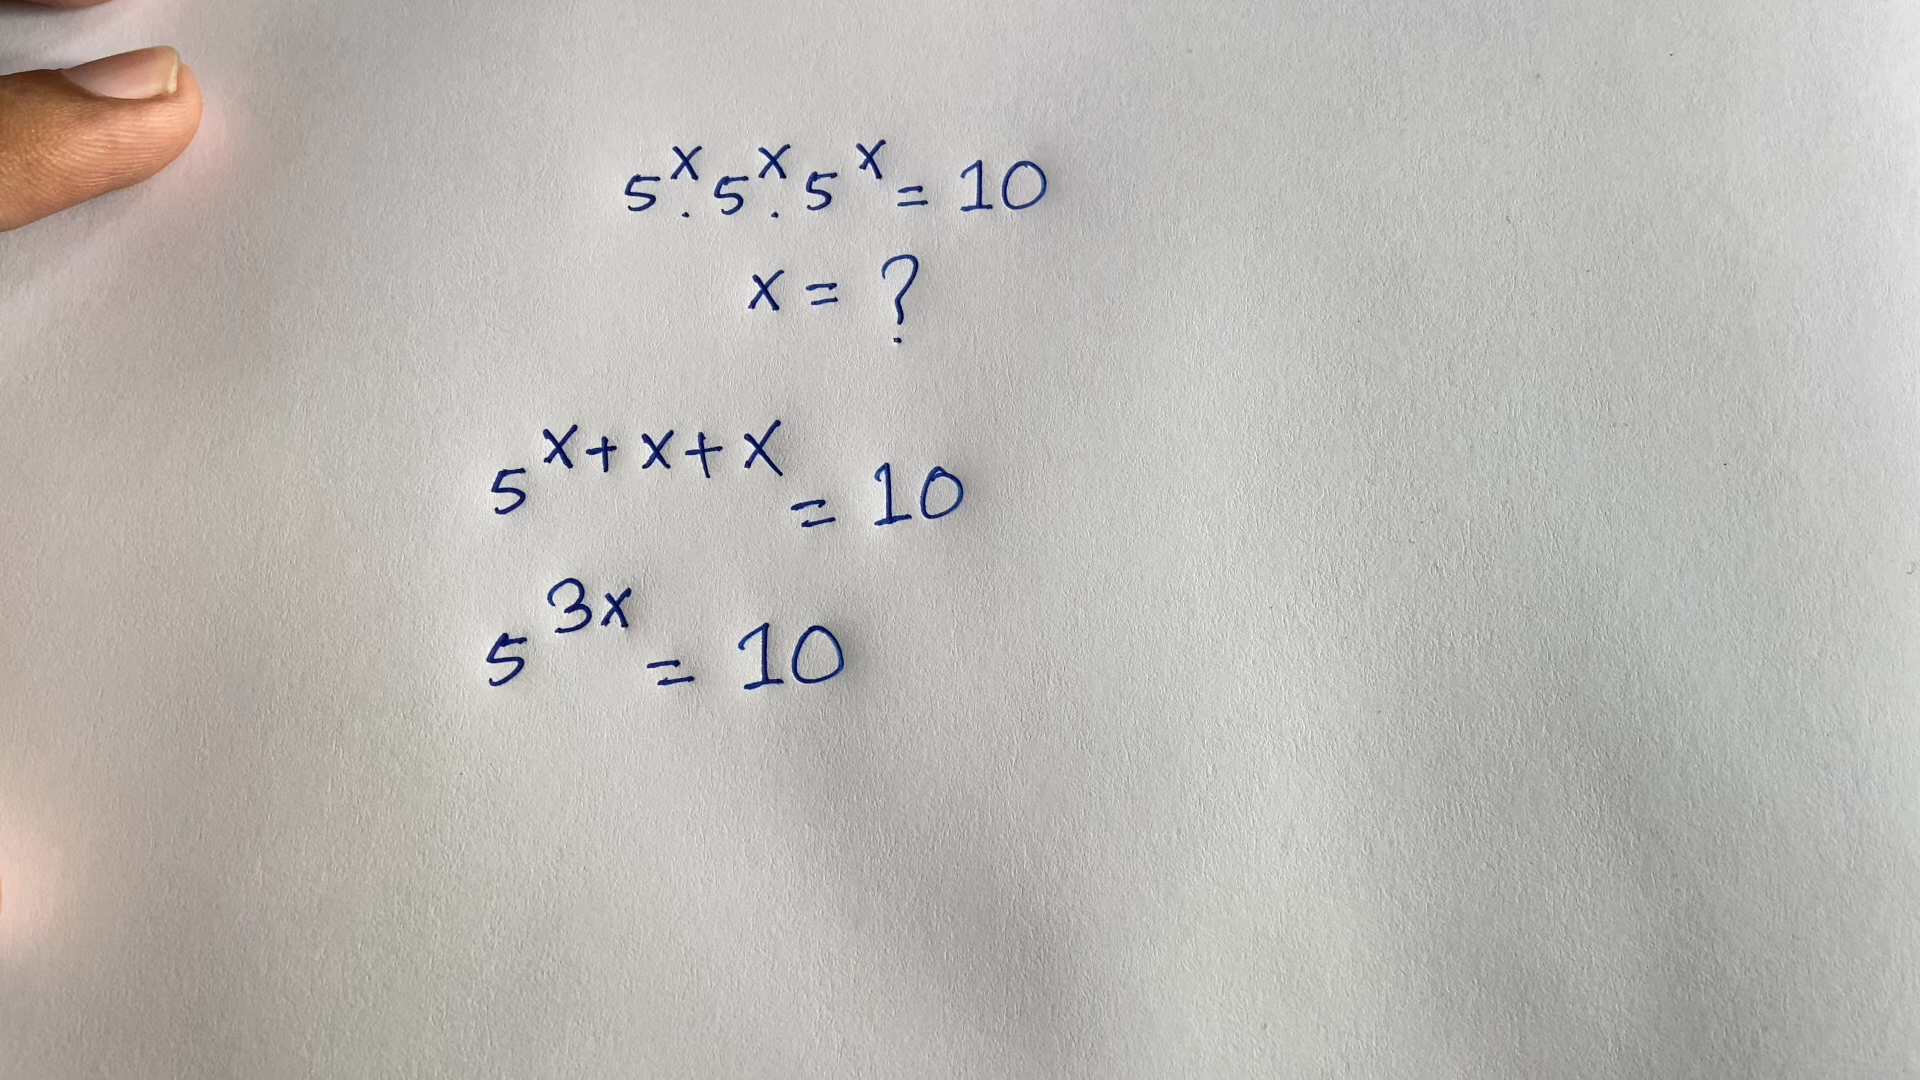 5^x . 5^x . 5^x = 10
x = ?
5^x+x+x = 10
5^3x = 10